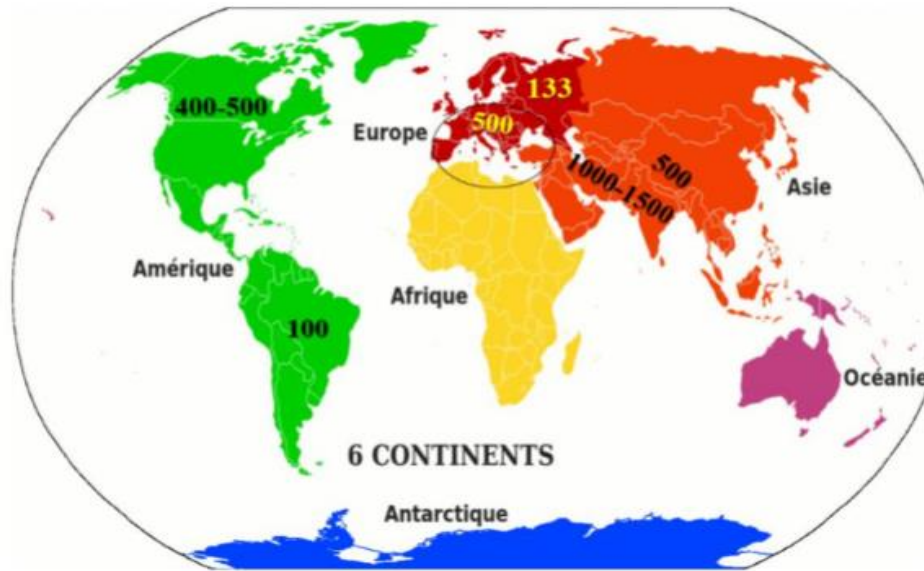 133
400-500
500
Europe
500
1000-1500
Asie
Amérique
Afrique
100
Océanie
6 CONTINENTS
Antarctique